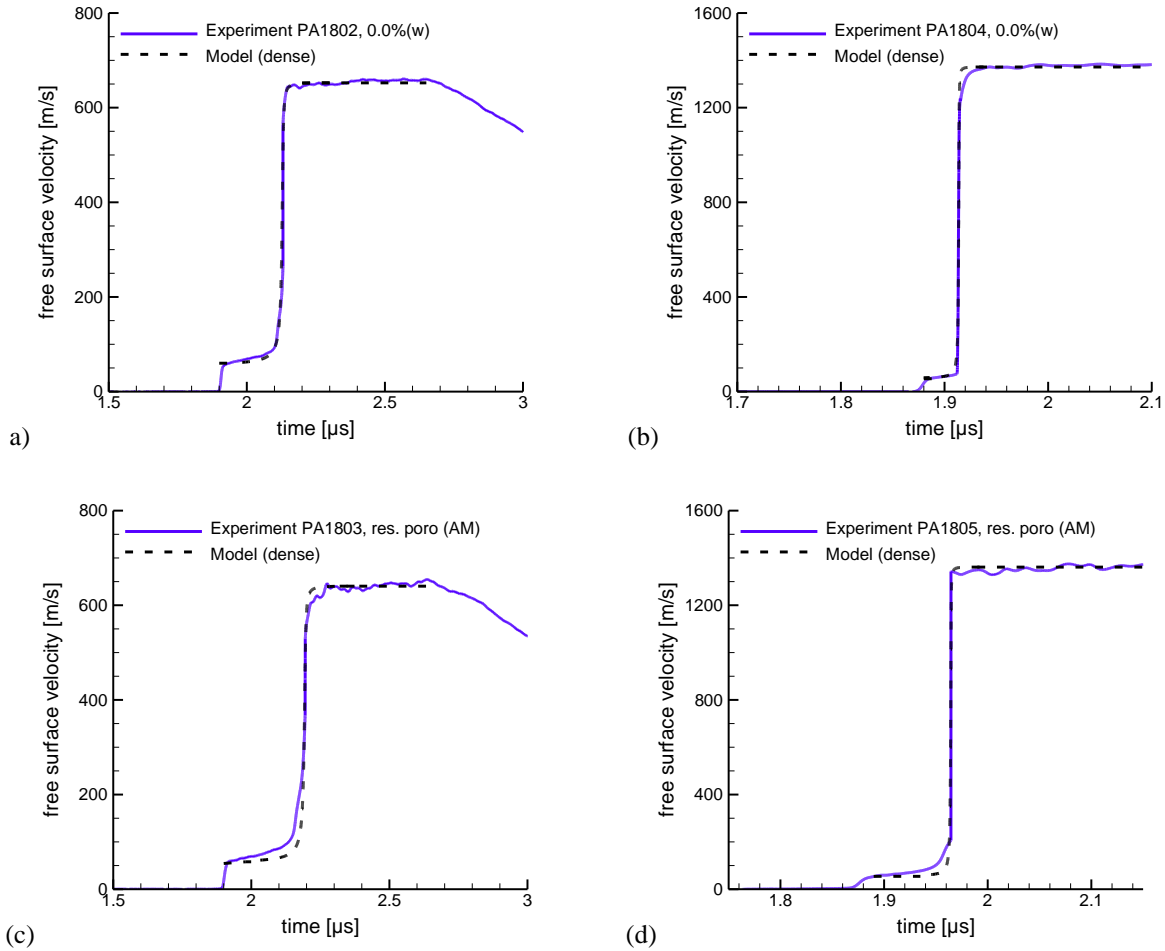 800
600
400
200
0
free surface velocity [m/s]
Experiment PA1802, 0.0%(w)
Model (dense)
1.5 2 2.5 3
time [µs]
a)
1600
1200
800
400
0
free surface velocity [m/s]
Experiment PA1804, 0.0%(w)
Model (dense)
1.7 1.8 1.9 2 2.1
time [µs]
(b)
800
600
400
200
0
free surface velocity [m/s]
Experiment PA1803, res. poro (AM)
Model (dense)
1.5 2 2.5 3
time [µs]
(c)
1600
1200
800
400
0
free surface velocity [m/s]
Experiment PA1805, res. poro (AM)
Model (dense)
1.8 1.9 2 2.1
time [µs]
(d)